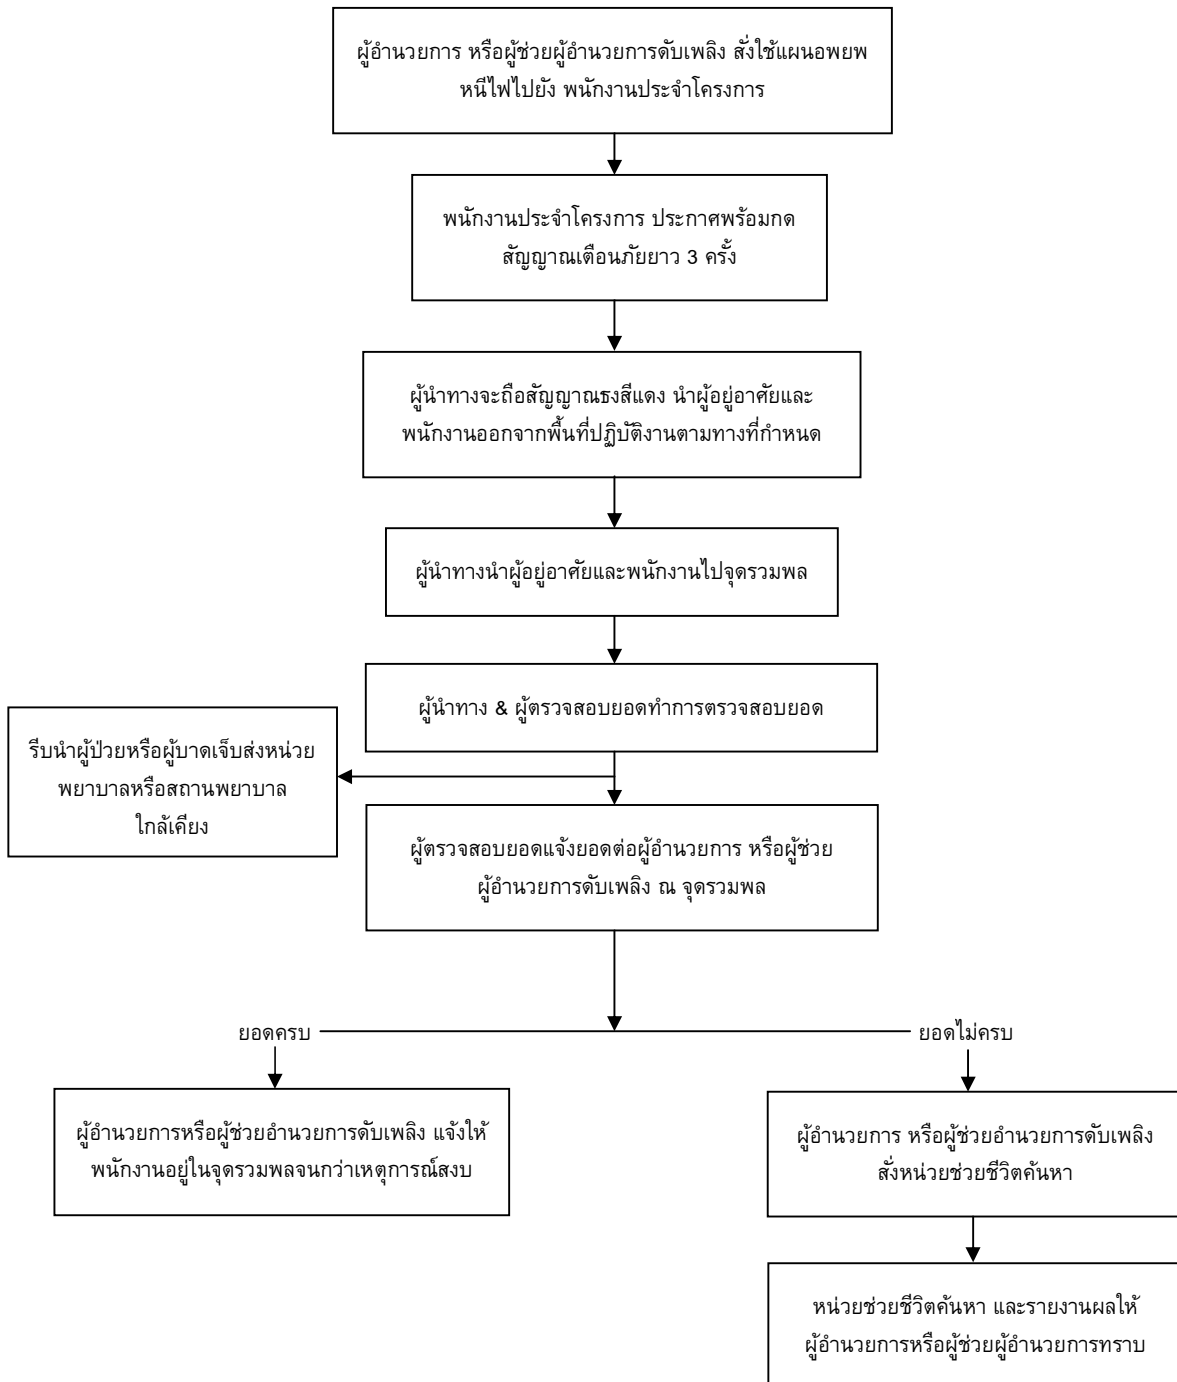 ผู้อำนวยการ หรือผู้ช่วยผู้อำนวยการดับเพลิง สั่งใช้แผนอพยพ
หนีไฟไปยัง พนักงานประจำโครงการ
พนักงานประจำโครงการ ประกาศพร้อมกด
สัญญาณเตือนภัยยาว 3 ครั้ง
ผู้นำทางจะถือสัญญาณธงสีแดง นำผู้อยู่อาศัยและ
พนักงานออกจากพื้นที่ปฏิบัติงานตามทางที่กำหนด
ผู้นำทางนำผู้อยู่อาศัยและพนักงานไปจุดรวมพล
ผู้นำทาง & ผู้ตรวจสอบยอดทำการตรวจสอบยอด
รีบนำผู้ป่วยหรือผู้บาดเจ็บส่งหน่วย
พยาบาลหรือสถานพยาบาล
ใกล้เคียง
ผู้ตรวจสอบยอดแจ้งยอดต่อผู้อำนวยการ หรือผู้ช่วย
ผู้อำนวยการดับเพลิง ณ จุดรวมพล
ยอดครบ
ยอดไม่ครบ
ผู้อำนวยการหรือผู้ช่วยอำนวยการดับเพลิง แจ้งให้
พนักงานอยู่ในจุดรวมพลจนกว่าเหตุการณ์สงบ
ผู้อำนวยการ หรือผู้ช่วยอำนวยการดับเพลิง
สั่งหน่วยช่วยชีวิตค้นหา
หน่วยช่วยชีวิตค้นหา และรายงานผลให้
ผู้อำนวยการหรือผู้ช่วยผู้อำนวยการทราบ